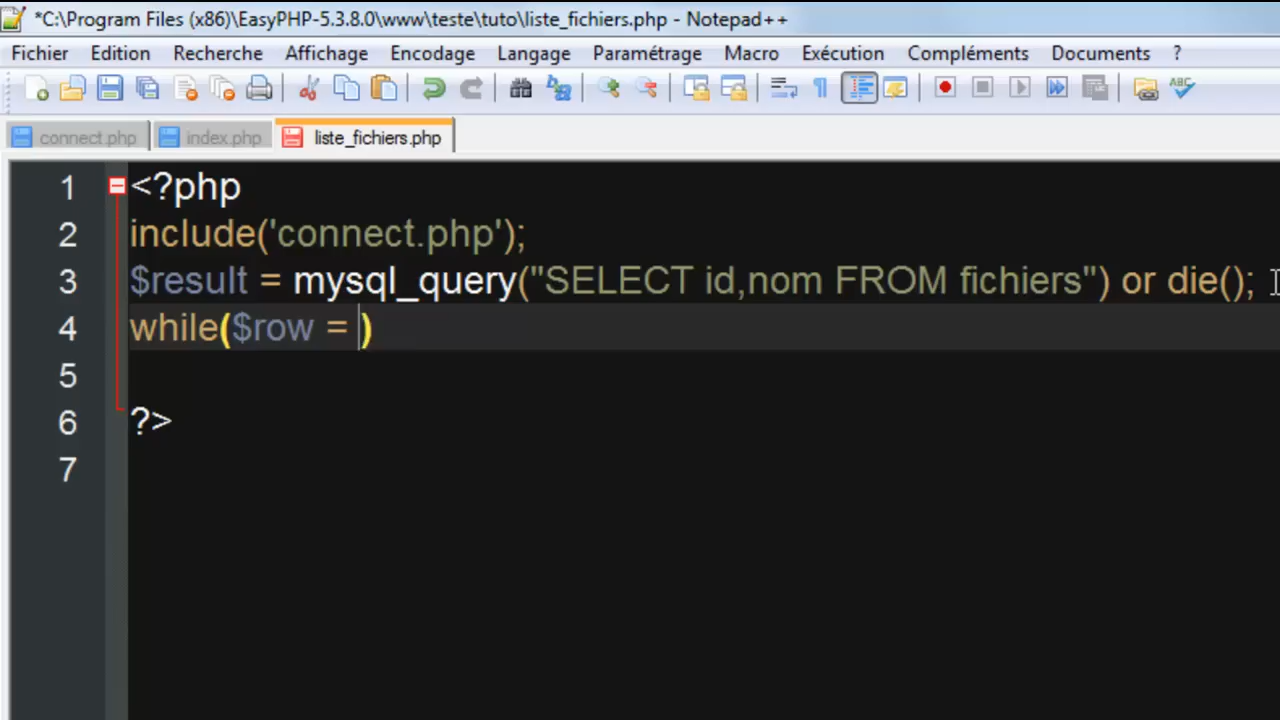 *C:\Program Files (x86)\EasyPHP-5.3.8.0\www\teste\tuto\liste_fichiers.php - Notepad++
Fichier Edition Recherche Affichage Encodage Langage Paramétrage Macro Exécution Compléments Documents ?
connect.php index.php liste_fichiers.php
1 <?php
2 include('connect.php');
3 $result = mysql_query("SELECT id,nom FROM fichiers") or die();
4 while($row = )
5
6 ?>
7